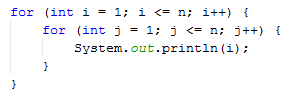 for (int i = 1; i <= n; i++) {
    for (int j = 1; j <= n; j++) {
        System.out.println(i);
    }
}